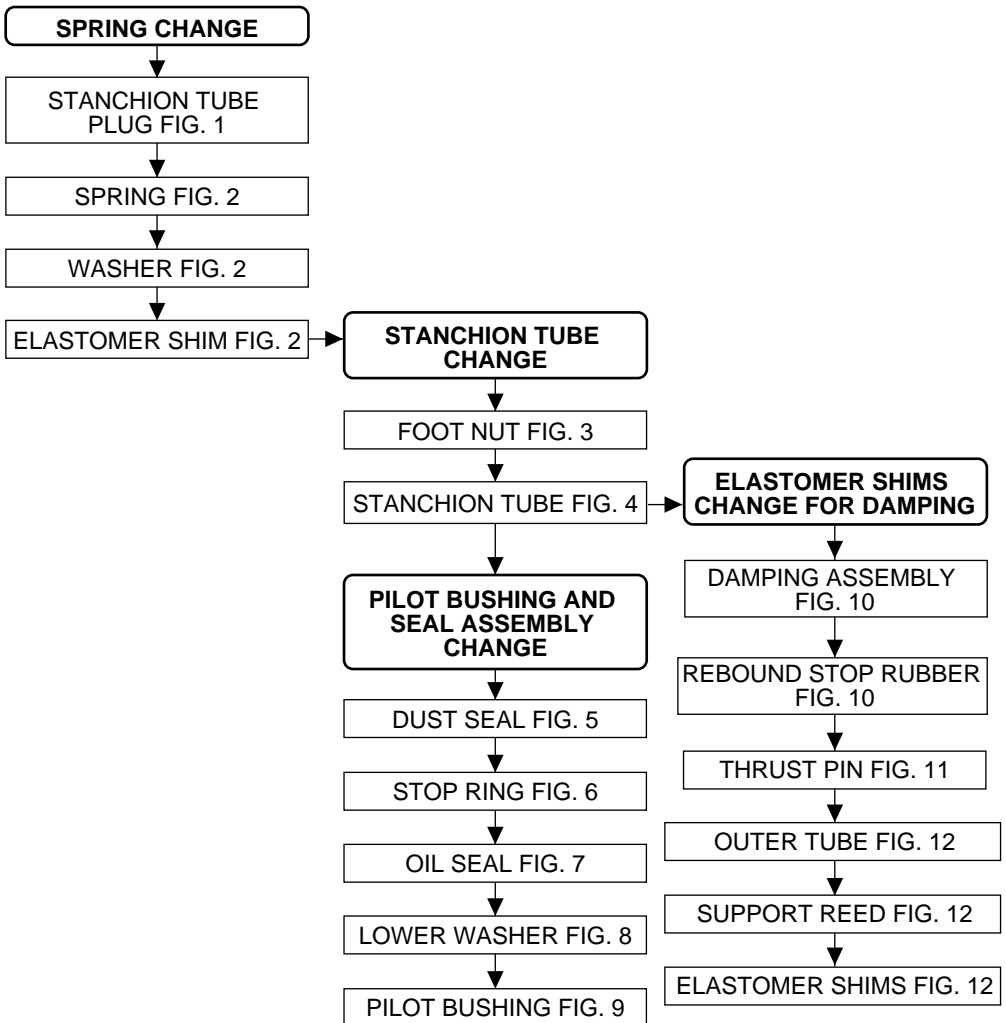 SPRING CHANGE
STANCHION TUBE
PLUG FIG. 1
SPRING FIG. 2
WASHER FIG. 2
ELASTOMER SHIM FIG. 2
STANCHION TUBE
CHANGE
FOOT NUT FIG. 3
STANCHION TUBE FIG. 4
PILOT BUSHING AND
SEAL ASSEMBLY
CHANGE
DUST SEAL FIG. 5
STOP RING FIG. 6
OIL SEAL FIG. 7
LOWER WASHER FIG. 8
PILOT BUSHING FIG. 9
ELASTOMER SHIMS
CHANGE FOR DAMPING
DAMPING ASSEMBLY
FIG. 10
REBOUND STOP RUBBER
FIG. 10
THRUST PIN FIG. 11
OUTER TUBE FIG. 12
SUPPORT REED FIG. 12
ELASTOMER SHIMS FIG. 12